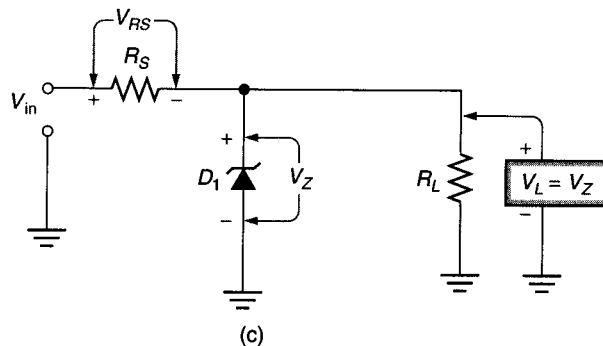 V_RS
R_S
+ −
V_in
+
D_1 V_Z
−
R_L
+
V_L = V_Z
−
(c)